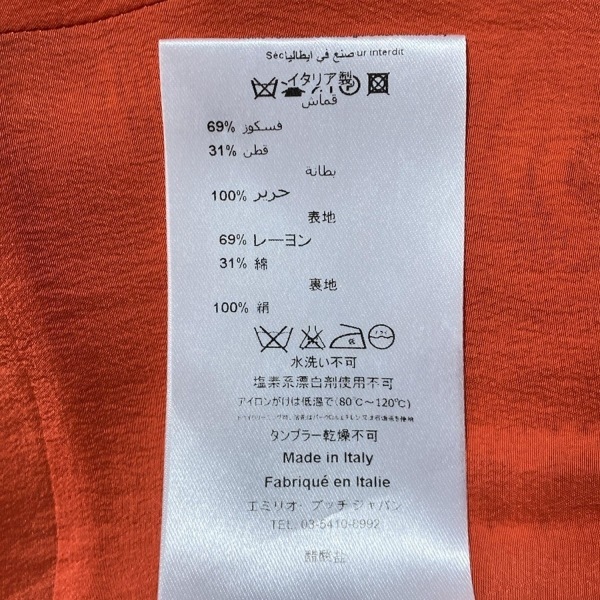 صنع في ايطاليا ur interdit
イタリア製
قماش
69% فسكوز
31% قطن
بطانة
100% حرير
表地
69% レーヨン
31% 綿
裏地
100% 絹
水洗い不可
塩素系漂白剤使用不可
アイロンがけは低温で(80℃~120℃)
タンブラー乾燥不可
Made in Italy
Fabriqué en Italie
エミリオ・プッチ ジャパン
TEL. 03-5410-8992